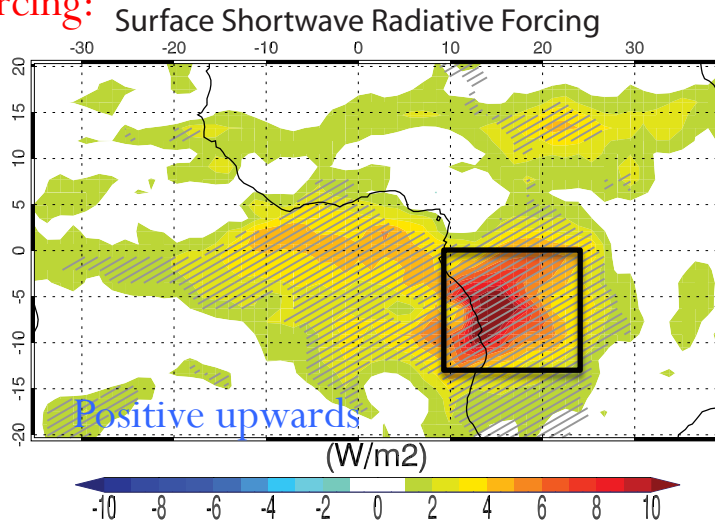 rcing:
Surface Shortwave Radiative Forcing
-30 -20 -10 0 10 20 30
20
15
10
5
0
-5
-10
-15
-20
Positive upwards
(W/m2)
-10 -8 -6 -4 -2 0 2 4 6 8 10